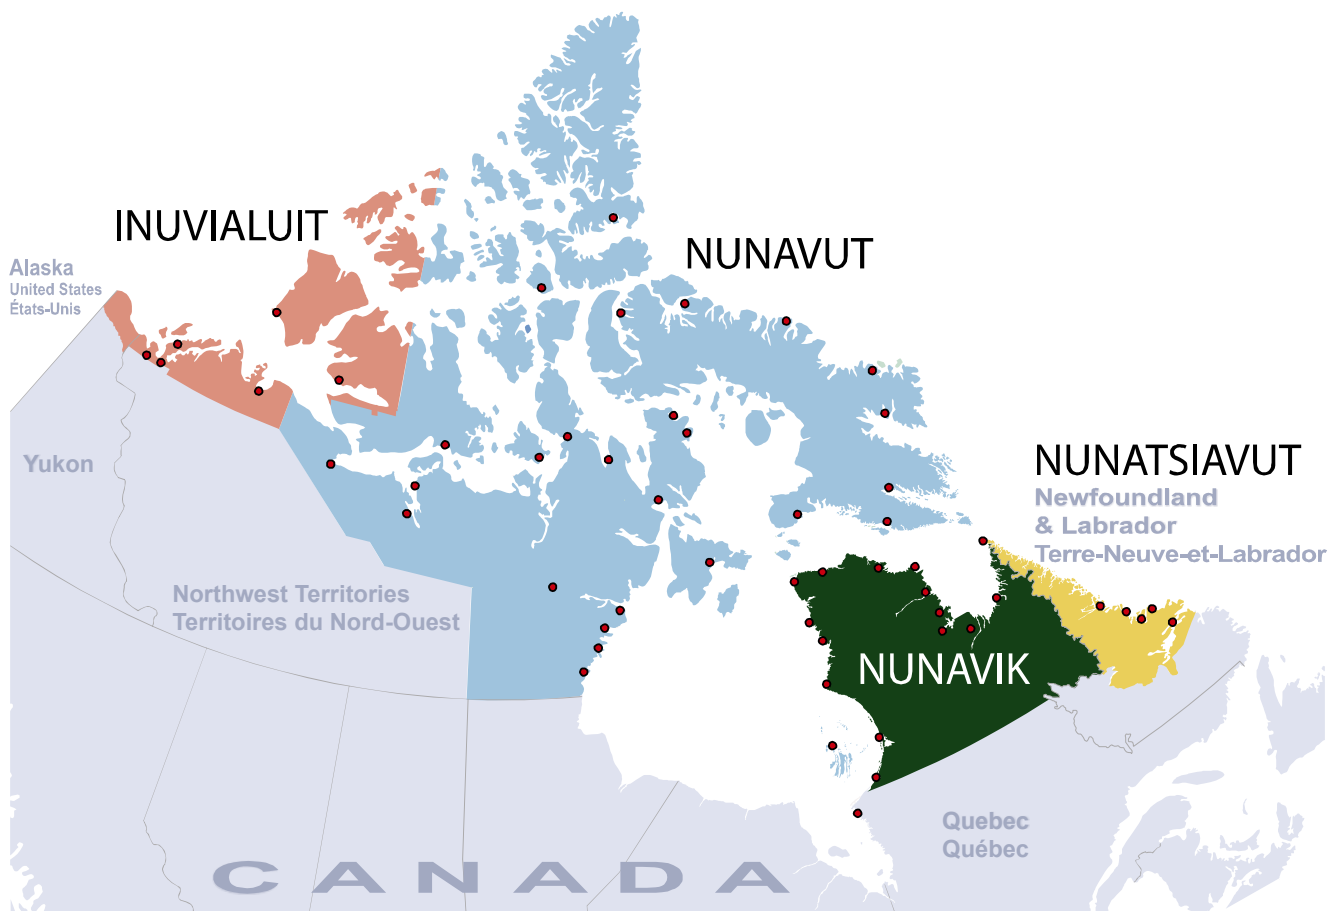 INUVIALUIT
NUNAVUT
Alaska
United States
États-Unis
NUNATSIAVUT
Newfoundland
& Labrador
Terre-Neuve-et-Labrador
Yukon
Northwest Territories
Territoires du Nord-Ouest
NUNAVIK
Quebec
Québec
CANADA